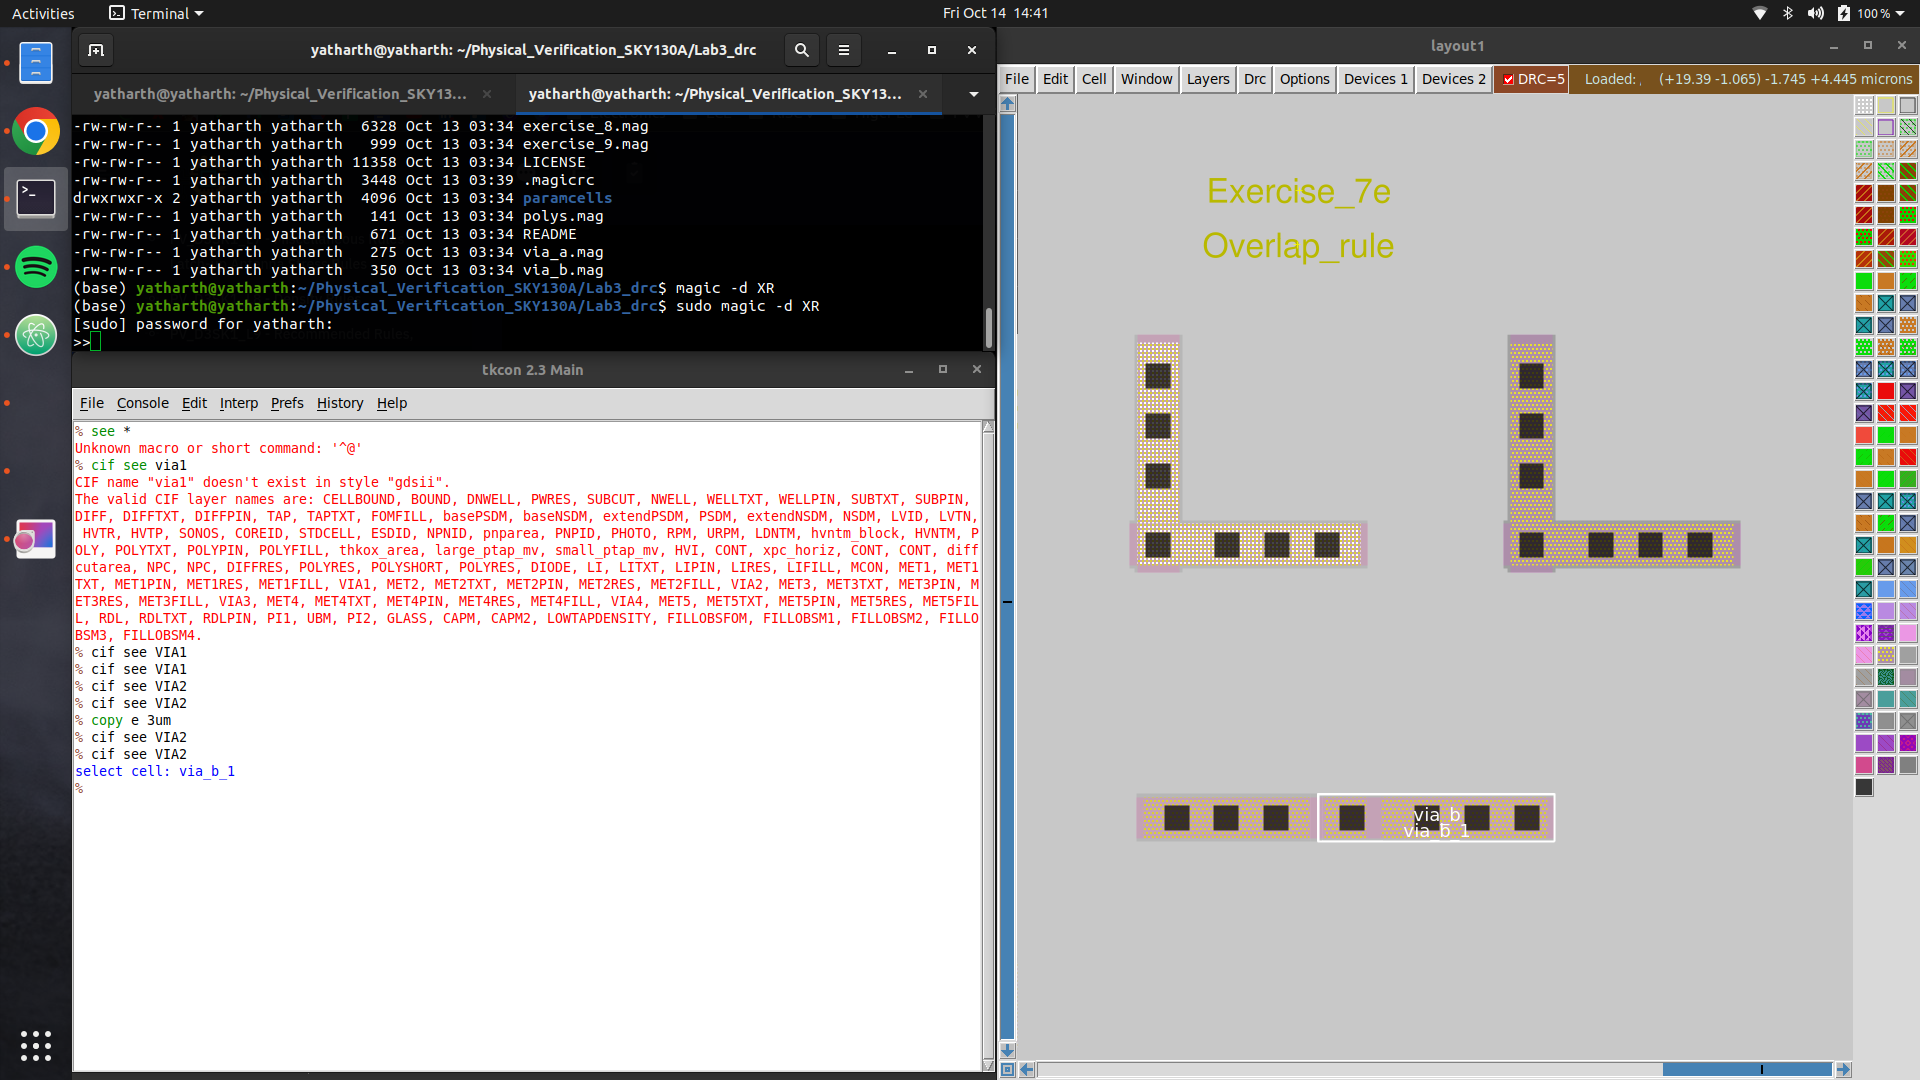 Activities
Terminal
Fri Oct 14 14:41
100 %
yatharth@yatharth: ~/Physical_Verification_SKY130A/Lab3_drc
yatharth@yatharth: ~/Physical_Verification_SKY13...
yatharth@yatharth: ~/Physical_Verification_SKY13...
-rw-rw-r-- 1 yatharth yatharth  6328 Oct 13 03:34 exercise_8.mag
-rw-rw-r-- 1 yatharth yatharth   999 Oct 13 03:34 exercise_9.mag
-rw-rw-r-- 1 yatharth yatharth 11358 Oct 13 03:34 LICENSE
-rw-rw-r-- 1 yatharth yatharth  3448 Oct 13 03:39 .magicrc
drwxrwxr-x 2 yatharth yatharth  4096 Oct 13 03:34 paramcells
-rw-rw-r-- 1 yatharth yatharth   141 Oct 13 03:34 polys.mag
-rw-rw-r-- 1 yatharth yatharth   671 Oct 13 03:34 README
-rw-rw-r-- 1 yatharth yatharth   275 Oct 13 03:34 via_a.mag
-rw-rw-r-- 1 yatharth yatharth   350 Oct 13 03:34 via_b.mag
(base) yatharth@yatharth:~/Physical_Verification_SKY130A/Lab3_drc$ magic -d XR
(base) yatharth@yatharth:~/Physical_Verification_SKY130A/Lab3_drc$ sudo magic -d XR
[sudo] password for yatharth:
>>
tkcon 2.3 Main
File Console Edit Interp Prefs History Help
% see *
Unknown macro or short command: '^@'
% cif see via1
CIF name "via1" doesn't exist in style "gdsii".
The valid CIF layer names are: CELLBOUND, BOUND, DNWELL, PWRES, SUBCUT, NWELL, WELLTXT, WELLPIN, SUBTXT, SUBPIN,
DIFF, DIFFTXT, DIFFPIN, TAP, TAPTXT, FOMFILL, basePSDM, baseNSDM, extendPSDM, PSDM, extendNSDM, NSDM, LVID, LVTN,
HVTR, HVTP, SONOS, COREID, STDCELL, ESDID, NPNID, pnparea, PNPID, PHOTO, RPM, URPM, LDNTM, hvntm_block, HVNTM, P
OLY, POLYTXT, POLYPIN, POLYFILL, thkox_area, large_ptap_mv, small_ptap_mv, HVI, CONT, xpc_horiz, CONT, CONT, diff
cutarea, NPC, NPC, DIFFRES, POLYRES, POLYSHORT, POLYRES, DIODE, LI, LITXT, LIPIN, LIRES, LIFILL, MCON, MET1, MET1
TXT, MET1PIN, MET1RES, MET1FILL, VIA1, MET2, MET2TXT, MET2PIN, MET2RES, MET2FILL, VIA2, MET3, MET3TXT, MET3PIN, M
ET3RES, MET3FILL, VIA3, MET4, MET4TXT, MET4PIN, MET4RES, MET4FILL, VIA4, MET5, MET5TXT, MET5PIN, MET5RES, MET5FIL
L, RDL, RDLTXT, RDLPIN, PI1, UBM, PI2, GLASS, CAPM, CAPM2, LOWTAPDENSITY, FILLOBSFOM, FILLOBSM1, FILLOBSM2, FILLO
BSM3, FILLOBSM4.
% cif see VIA1
% cif see VIA1
% cif see VIA2
% cif see VIA2
% copy e 3um
% cif see VIA2
% cif see VIA2
select cell: via_b_1
%
layout1
File Edit Cell Window Layers Drc Options Devices 1 Devices 2 DRC=5 Loaded: (+19.39 -1.065) -1.745 +4.445 microns
Exercise_7e
Overlap_rule
via_b
via_b_1